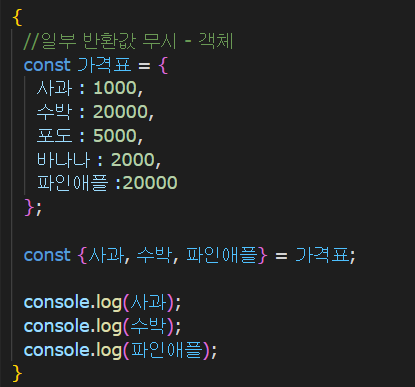 {
//일부 반환값 무시 - 객체
const 가격표 = {
사과 : 1000,
수박 : 20000,
포도 : 5000,
바나나 : 2000,
파인애플 :20000
};
const {사과, 수박, 파인애플} = 가격표;
console.log(사과);
console.log(수박);
console.log(파인애플);
}